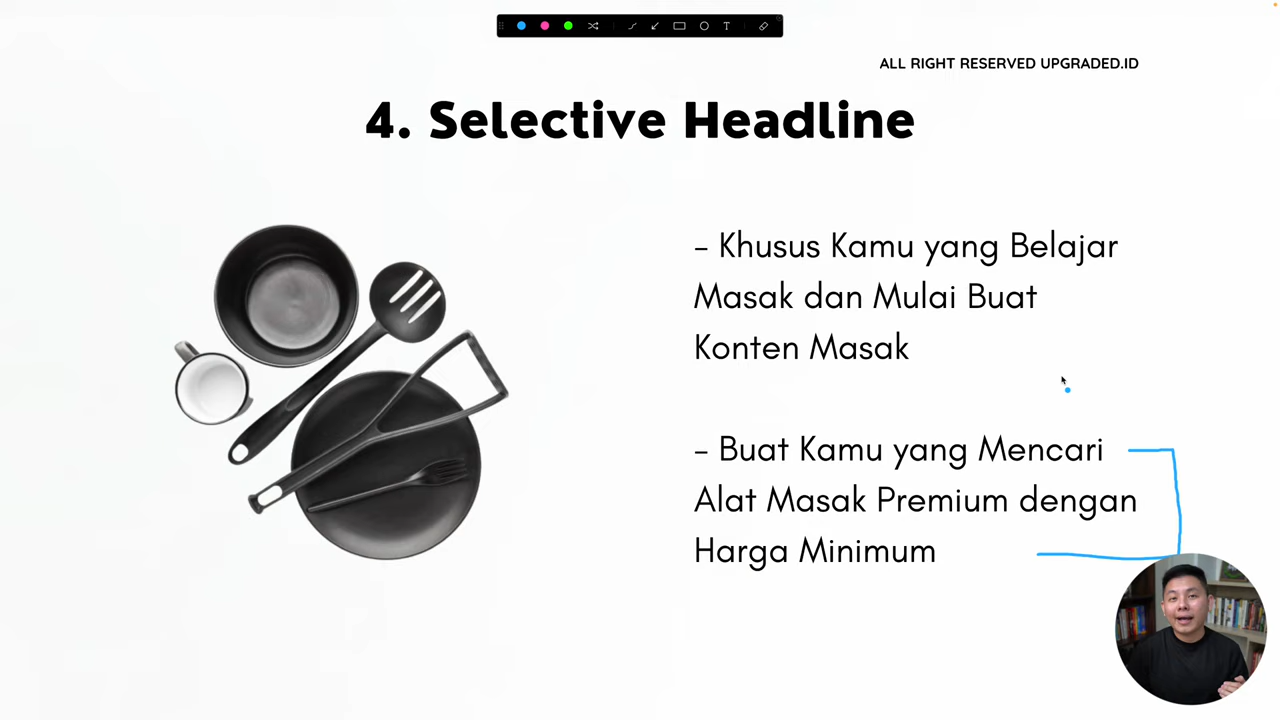 ALL RIGHT RESERVED UPGRADED.ID
4. Selective Headline
- Khusus Kamu yang Belajar
Masak dan Mulai Buat
Konten Masak
- Buat Kamu yang Mencari
Alat Masak Premium dengan
Harga Minimum